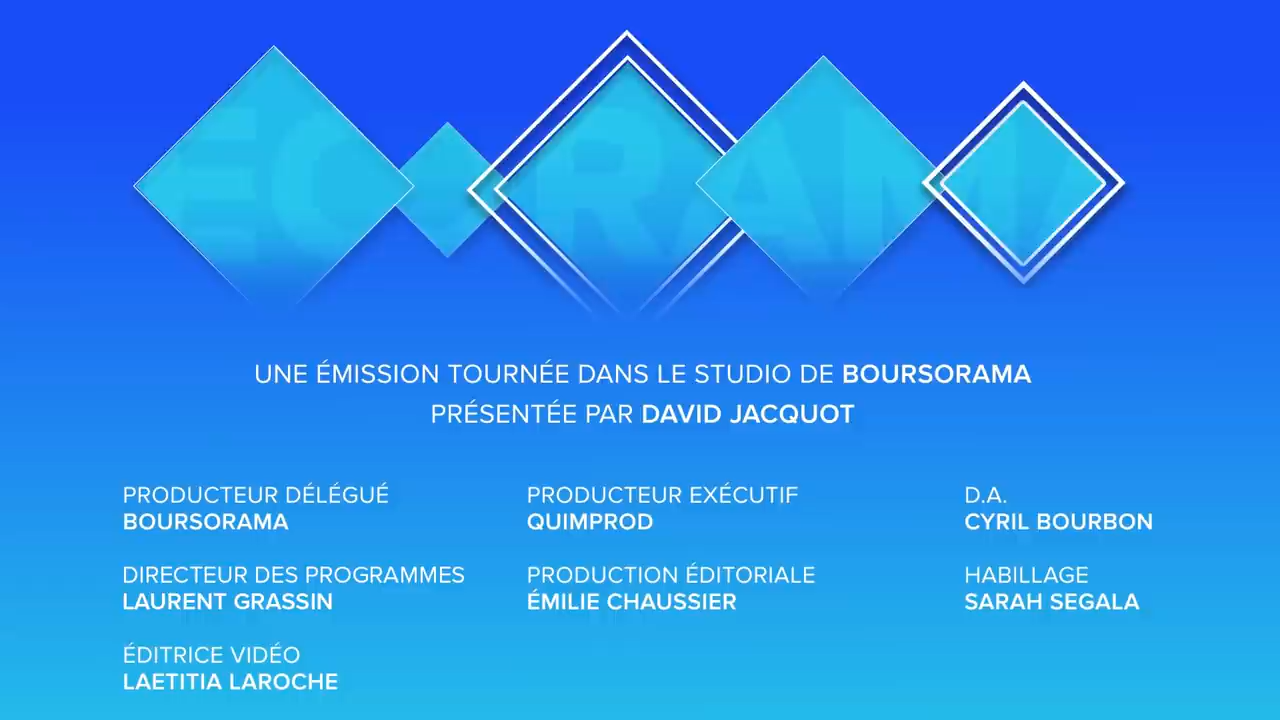 ECORAMA
UNE ÉMISSION TOURNÉE DANS LE STUDIO DE BOURSORAMA
PRÉSENTÉE PAR DAVID JACQUOT
PRODUCTEUR DÉLÉGUÉ
BOURSORAMA
DIRECTEUR DES PROGRAMMES
LAURENT GRASSIN
ÉDITRICE VIDÉO
LAETITIA LAROCHE
PRODUCTEUR EXÉCUTIF
QUIMPROD
PRODUCTION ÉDITORIALE
ÉMILIE CHAUSSIER
D.A.
CYRIL BOURBON
HABILLAGE
SARAH SEGALA